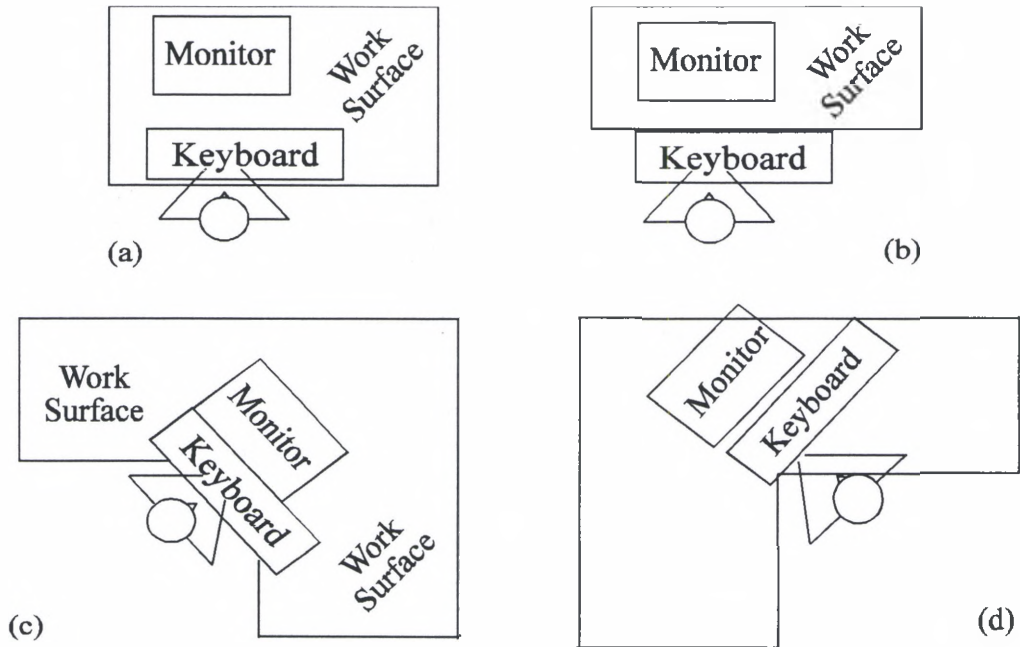 Monitor
Work
Surface
Keyboard
(a)
Monitor
Work
Surface
Keyboard
(b)
Work
Surface
Monitor
Keyboard
Work
Surface
(c)
Monitor
Keyboard
(d)